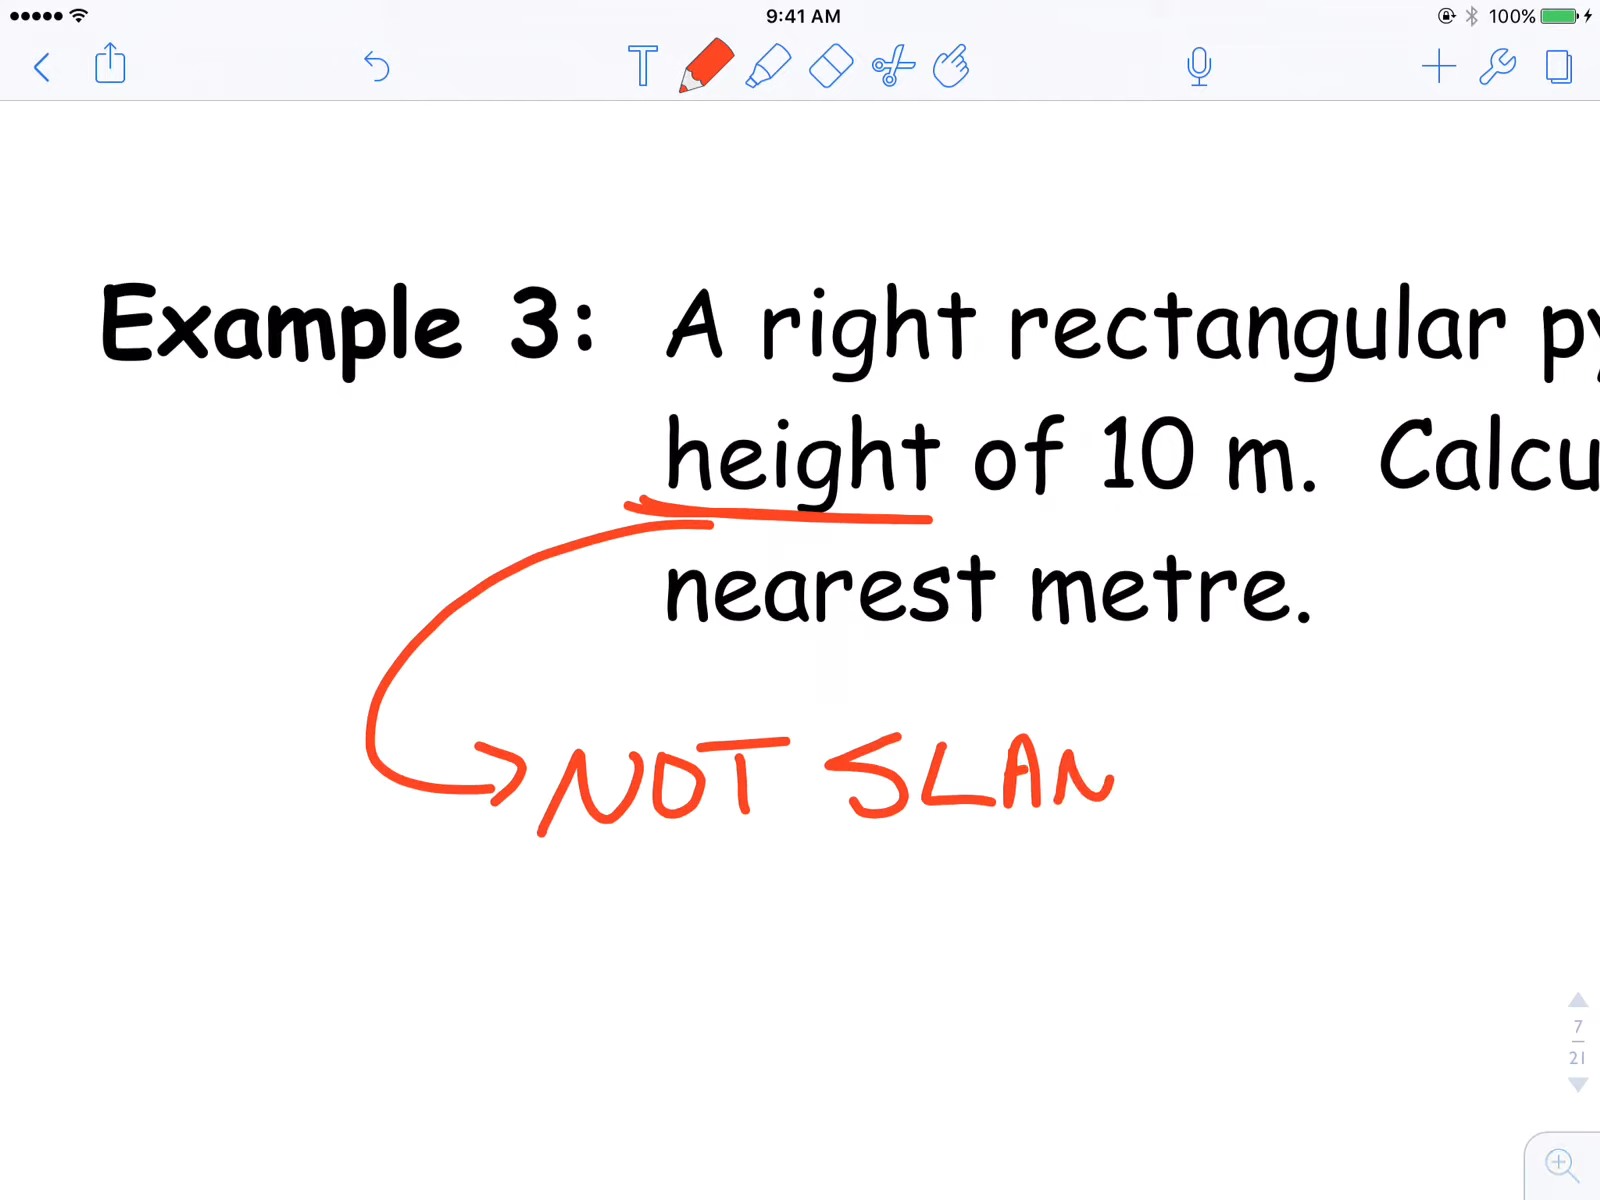 9:41 AM
100%
T
Example 3: A right rectangular py
height of 10 m. Calcu
nearest metre.
NOT SLAN
7
21